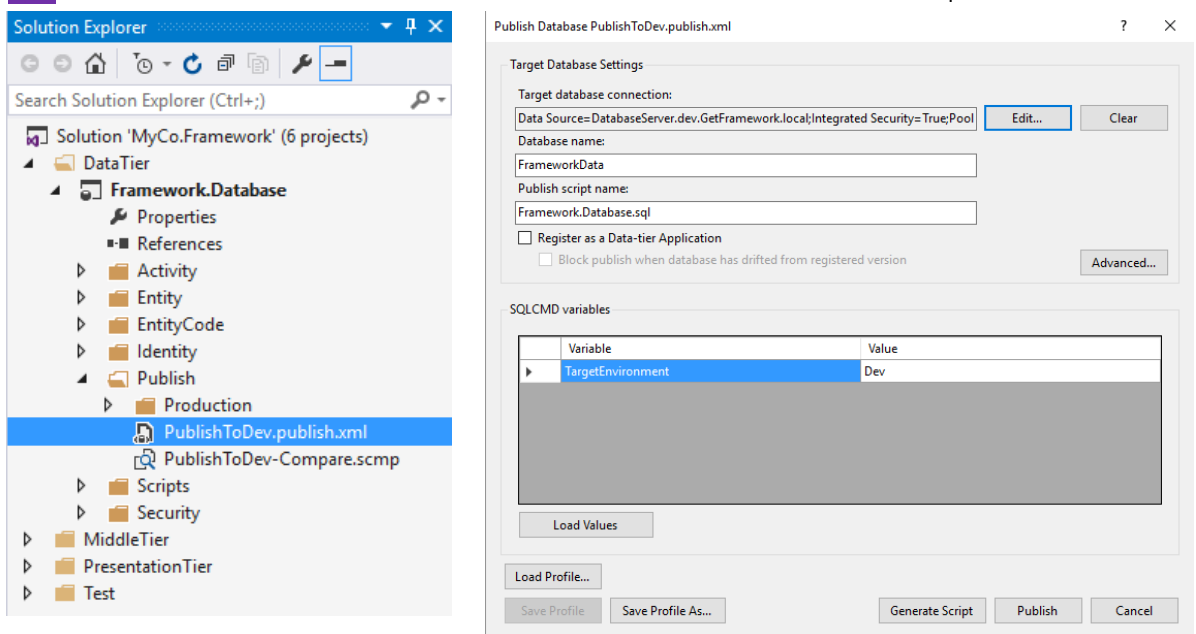 Solution Explorer
Search Solution Explorer (Ctrl+;)
Solution 'MyCo.Framework' (6 projects)
DataTier
Framework.Database
Properties
References
Activity
Entity
EntityCode
Identity
Publish
Production
PublishToDev.publish.xml
PublishToDev-Compare.scmp
Scripts
Security
MiddleTier
PresentationTier
Test
Publish Database PublishToDev.publish.xml
Target Database Settings
Target database connection:
Data Source=DatabaseServer.dev.GetFramework.local;Integrated Security=True;Pool Edit... Clear
Database name:
FrameworkData
Publish script name:
Framework.Database.sql
Register as a Data-tier Application
Block publish when database has drifted from registered version
Advanced...
SQLCMD variables
Variable Value
TargetEnvironment Dev
Load Values
Load Profile...
Save Profile Save Profile As... Generate Script Publish Cancel